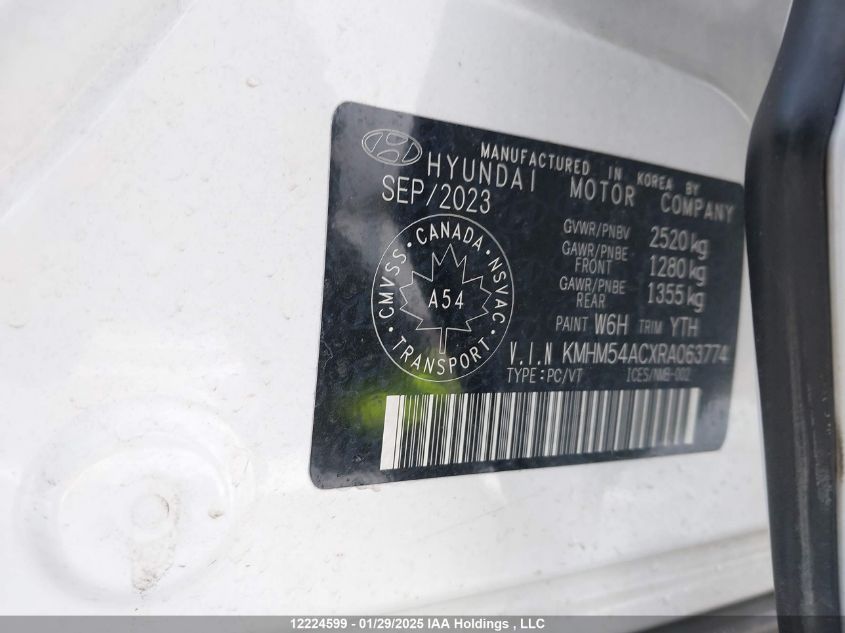 MANUFACTURED IN KOREA BY
HYUNDAI MOTOR COMPANY
SEP/2023
GVWR/PNBV 2520kg
GAWR/PNBE FRONT 1280kg
GAWR/PNBE REAR 1355kg
PAINT W6H TRIM YTH
V.I.N KMHM54ACXRA063774
TYPE:PC/VT ICES/NMB-002
CMVSS • CANADA • NSVAC • TRANSPORT •
A54
12224599 - 01/29/2025 IAA Holdings , LLC